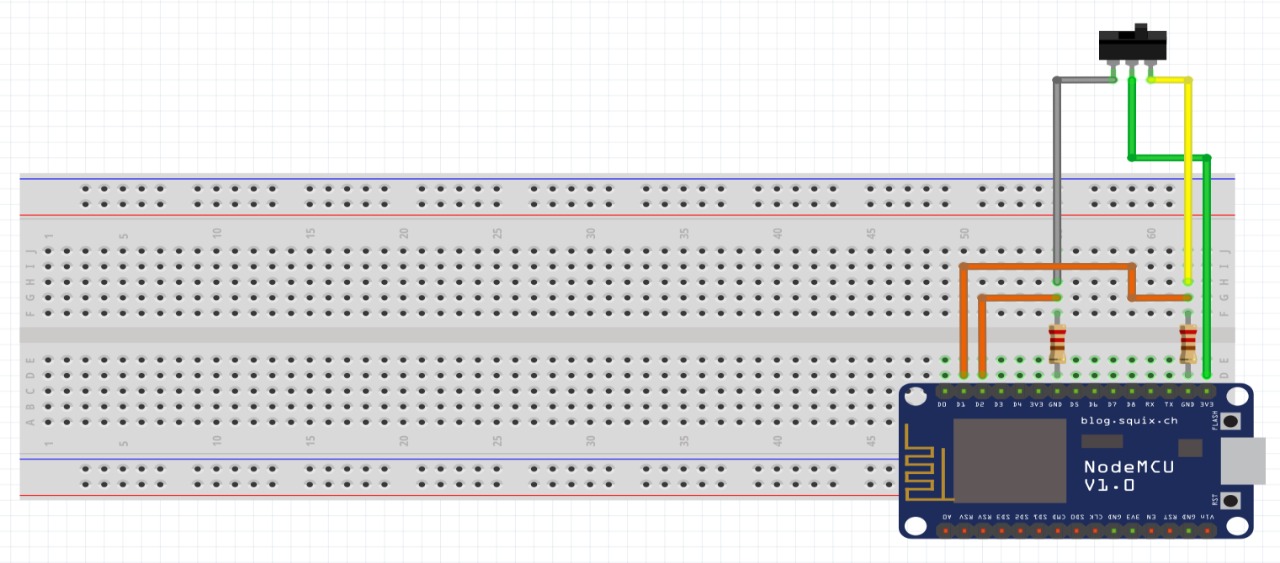 1 5 10 15 20 25 30 35 40 45 50 60
J J
I I
H H
G G
F F
E E
D D
C
B
A
D0 D1 D2 D3 D4 3V3 GND D5 D6 D7 D8 RX TX GND 3V3
blog.squix.ch
FLASH
1 5 10 15 20 25 30 35 40 45
NodeMCU
V1.0
RST
A0 RSV RSV SD3 SD2 SD1 CMD SD0 CLK GND 3V3 EN RST GND Vin